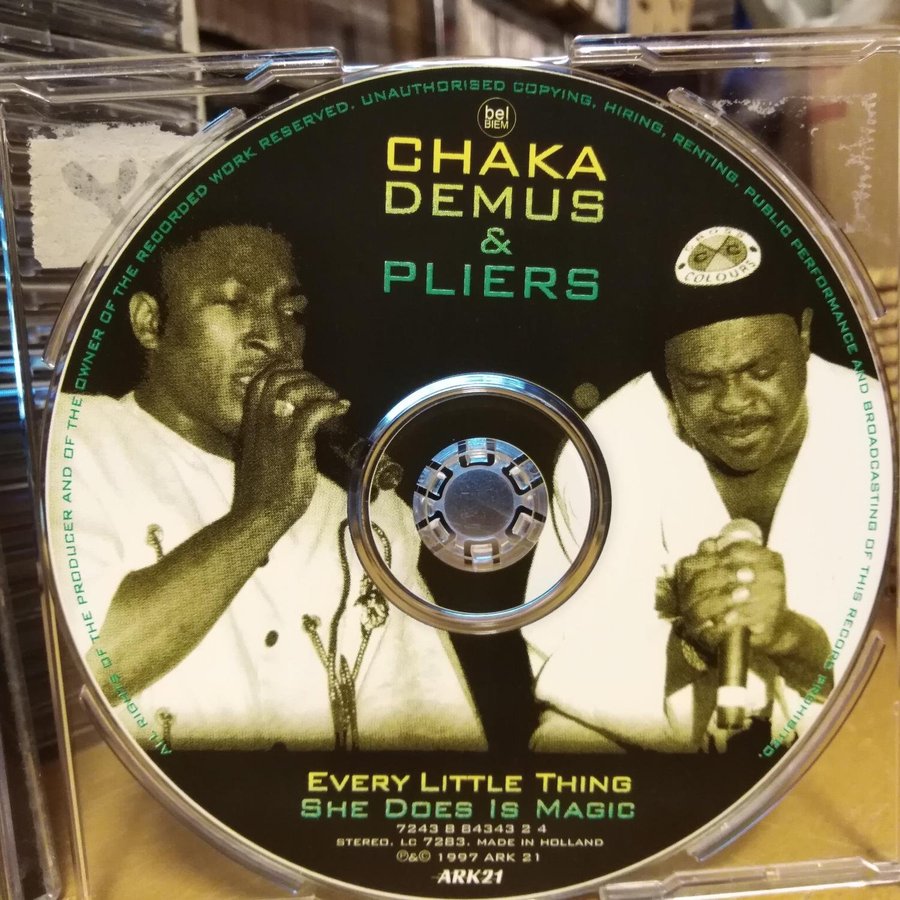 bel
BIEM
CHAKA
DEMUS
&
PLIERS
CROSS
CC
COLOURS
ALL RIGHTS OF THE PRODUCER AND OF THE OWNER OF THE RECORDED WORK RESERVED. UNAUTHORISED COPYING, HIRING, RENTING, PUBLIC PERFORMANCE AND BROADCASTING OF THIS RECORD PROHIBITED.
EVERY LITTLE THING
SHE DOES IS MAGIC
7243 8 84343 2 4
STEREO. LC 7283. MADE IN HOLLAND
℗&© 1997 ARK 21
ARK21